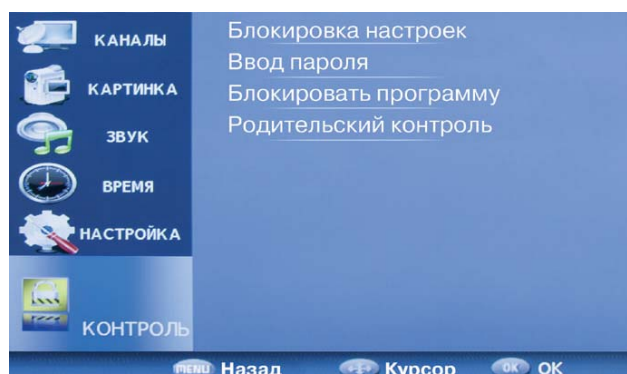 КАНАЛЫ
КАРТИНКА
ЗВУК
ВРЕМЯ
НАСТРОЙКА
КОНТРОЛЬ
Блокировка настроек
Ввод пароля
Блокировать программу
Родительский контроль
MENU Назад Курсор OK OK